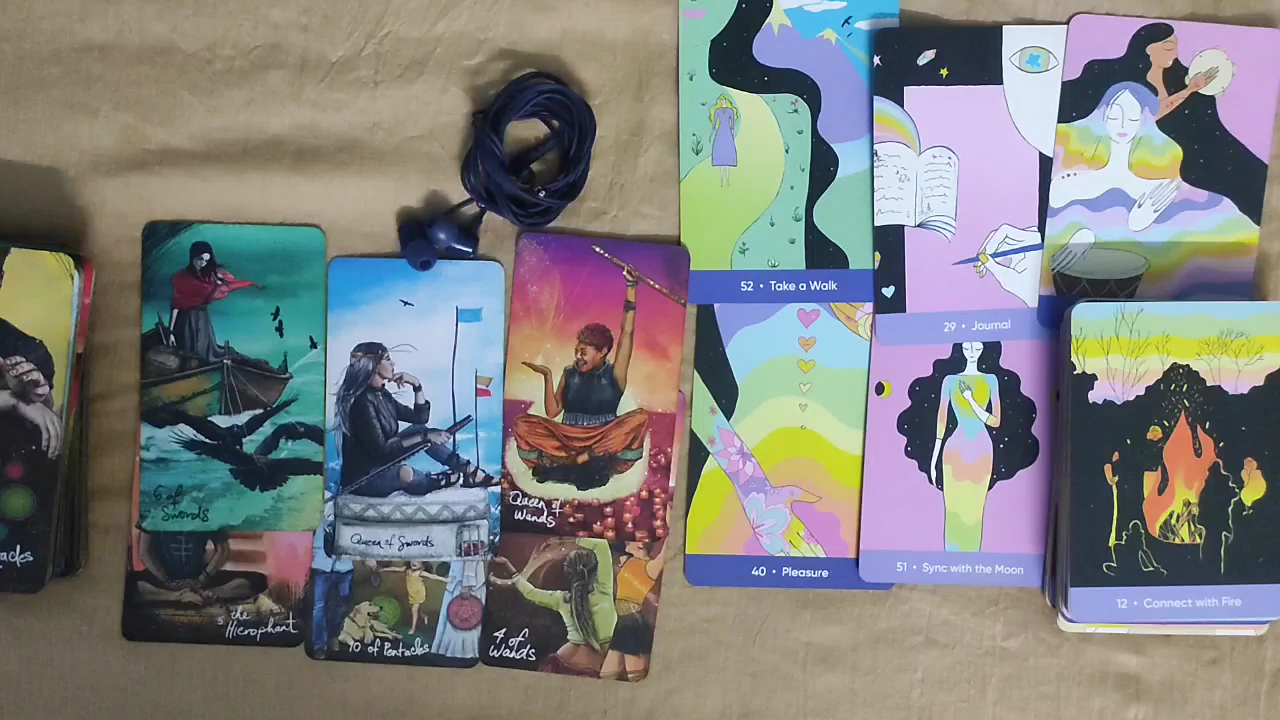 acles
6 of
Swords
5 the
Hierophant
Queen of Swords
10 of Pentacles
Queen of
Wands
4 of
Wands
52 • Take a Walk
40 • Pleasure
29 • Journal
51 • Sync with the Moon
12 • Connect with Fire